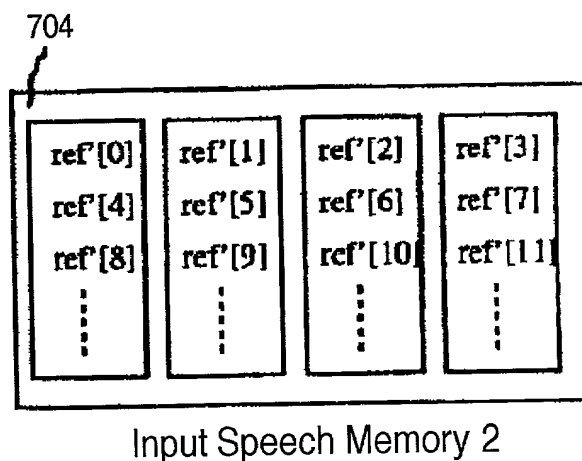 704
ref'[0] ref'[1] ref'[2] ref'[3]
ref'[4] ref'[5] ref'[6] ref'[7]
ref'[8] ref'[9] ref'[10] ref'[11]
Input Speech Memory 2